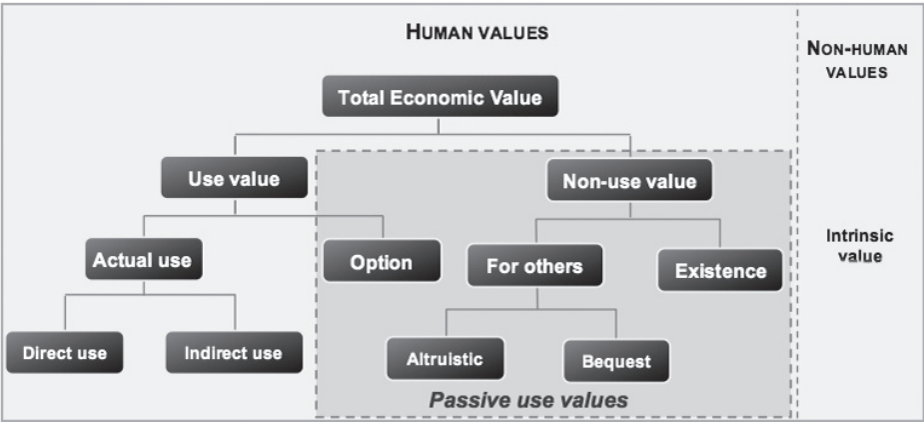 HUMAN VALUES
NON-HUMAN
VALUES
Total Economic Value
Use value
Non-use value
Actual use
Option
For others
Existence
Intrinsic
value
Direct use
Indirect use
Altruistic
Bequest
Passive use values